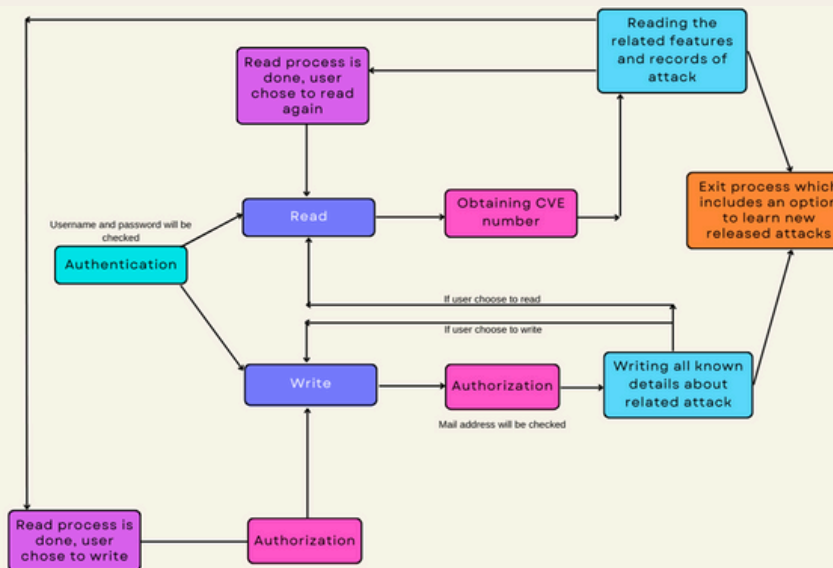 Reading the
related features
and records of
attack
Read process is
done, user
chose to read
again
Exit process which
includes an option
to learn new
released attacks
Read
Obtaining CVE
number
Username and password will be
checked
Authentication
If user choose to read
If user choose to write
Write
Authorization
Writing all known
details about
related attack
Mail address will be checked
Read process is
done, user
chose to write
Authorization